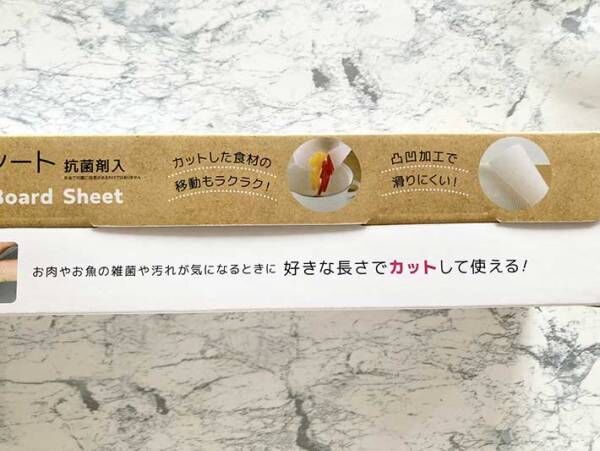 シート 抗菌剤入
Board Sheet
カットした食材の
移動もラクラク!
凸凹加工で
滑りにくい!
お肉やお魚の雑菌や汚れが気になるときに 好きな長さでカットして使える!